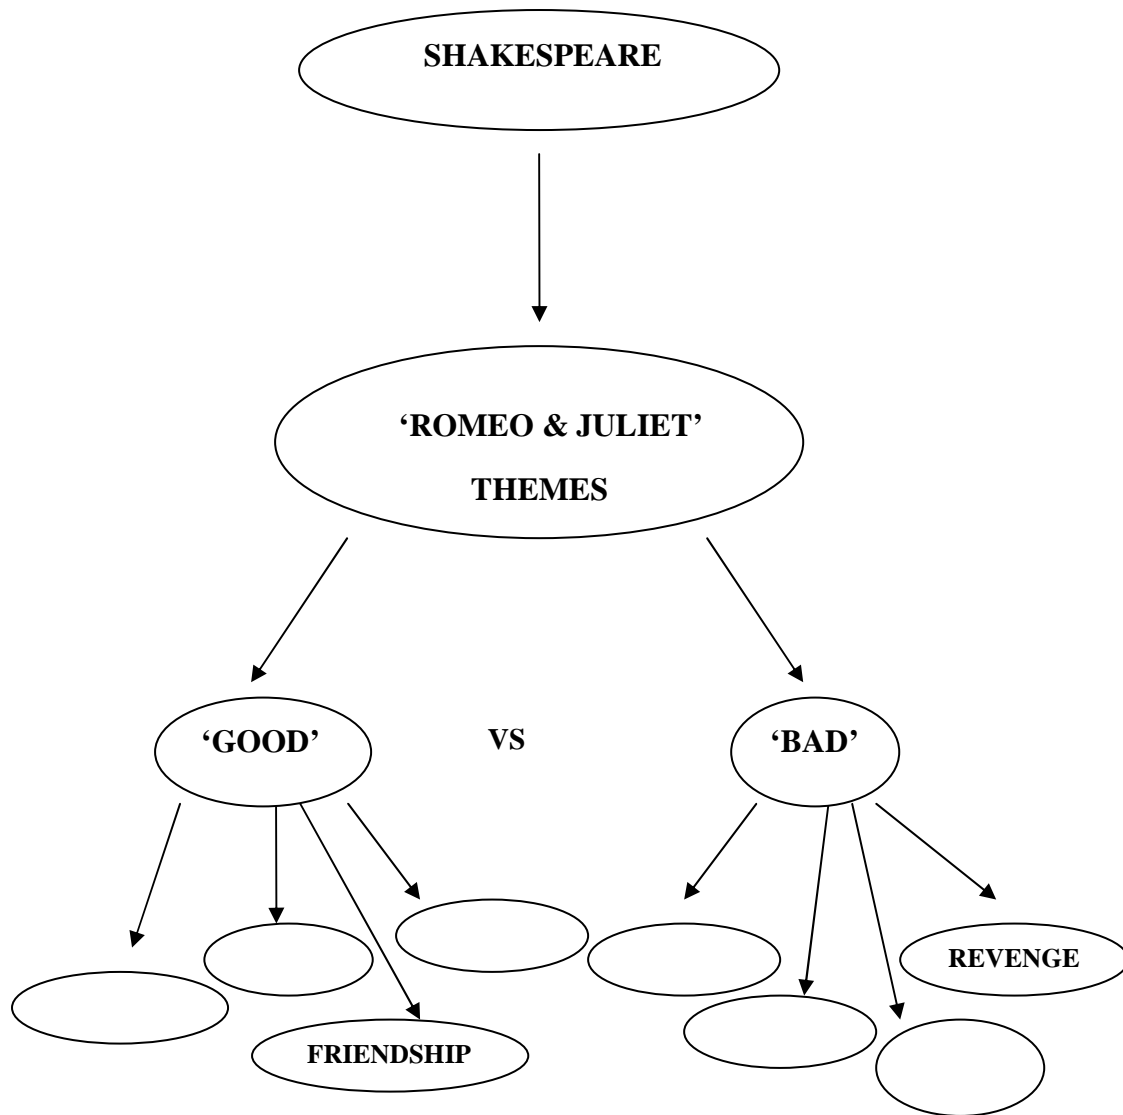 SHAKESPEARE
‘ROMEO & JULIET’
THEMES
‘GOOD’
VS
‘BAD’
REVENGE
FRIENDSHIP